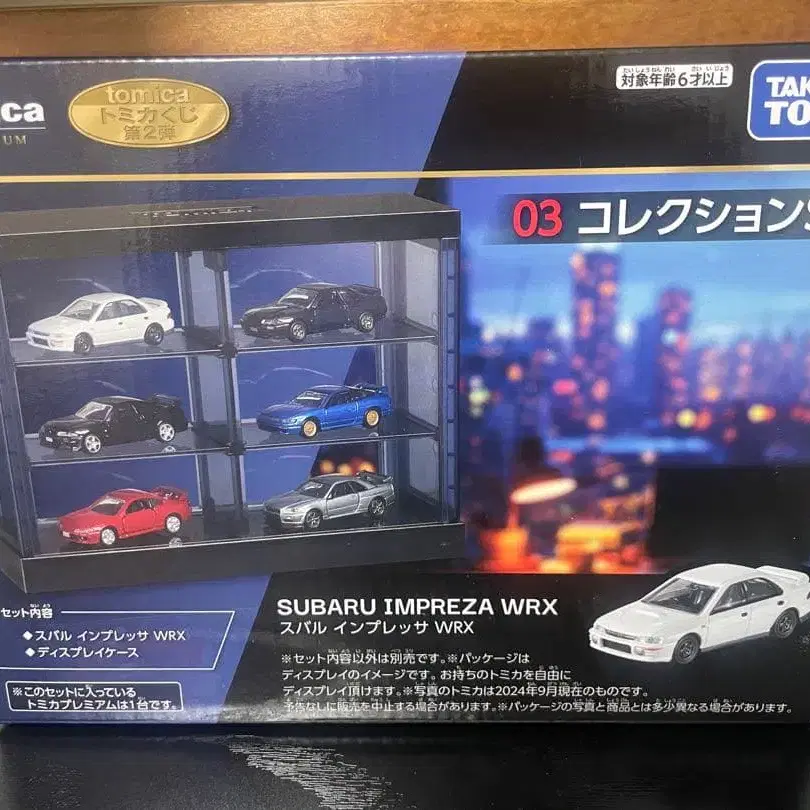 ca
UM
tomica
トミカくじ
第2弾
対象年齢6才以上
TAK
TO
03 コレクションS
セット内容
◆スバル インプレッサ WRX
◆ディスプレイケース
※このセットに入っている
トミカプレミアムは1台です。
SUBARU IMPREZA WRX
スバル インプレッサ WRX
※セット内容以外は別売です。※パッケージは
ディスプレイのイメージです。お持ちのトミカを自由に
ディスプレイ頂けます。※写真のトミカは2024年9月現在のものです。
予告なしに販売を中止する場合があります。※パッケージの写真と商品とは多少異なる場合があります。